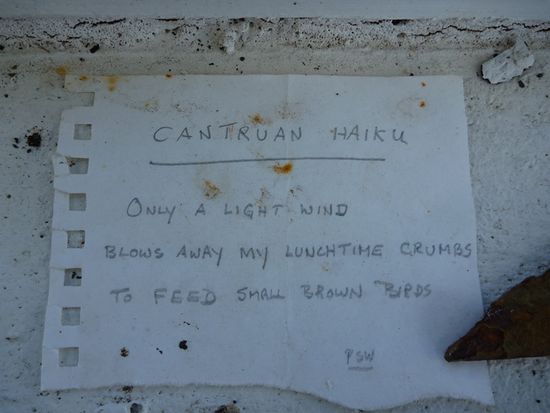 CANTRUAN HAIKU
ONLY A LIGHT WIND
BLOWS AWAY MY LUNCHTIME CRUMBS
TO FEED SMALL BROWN BIRDS
PSW